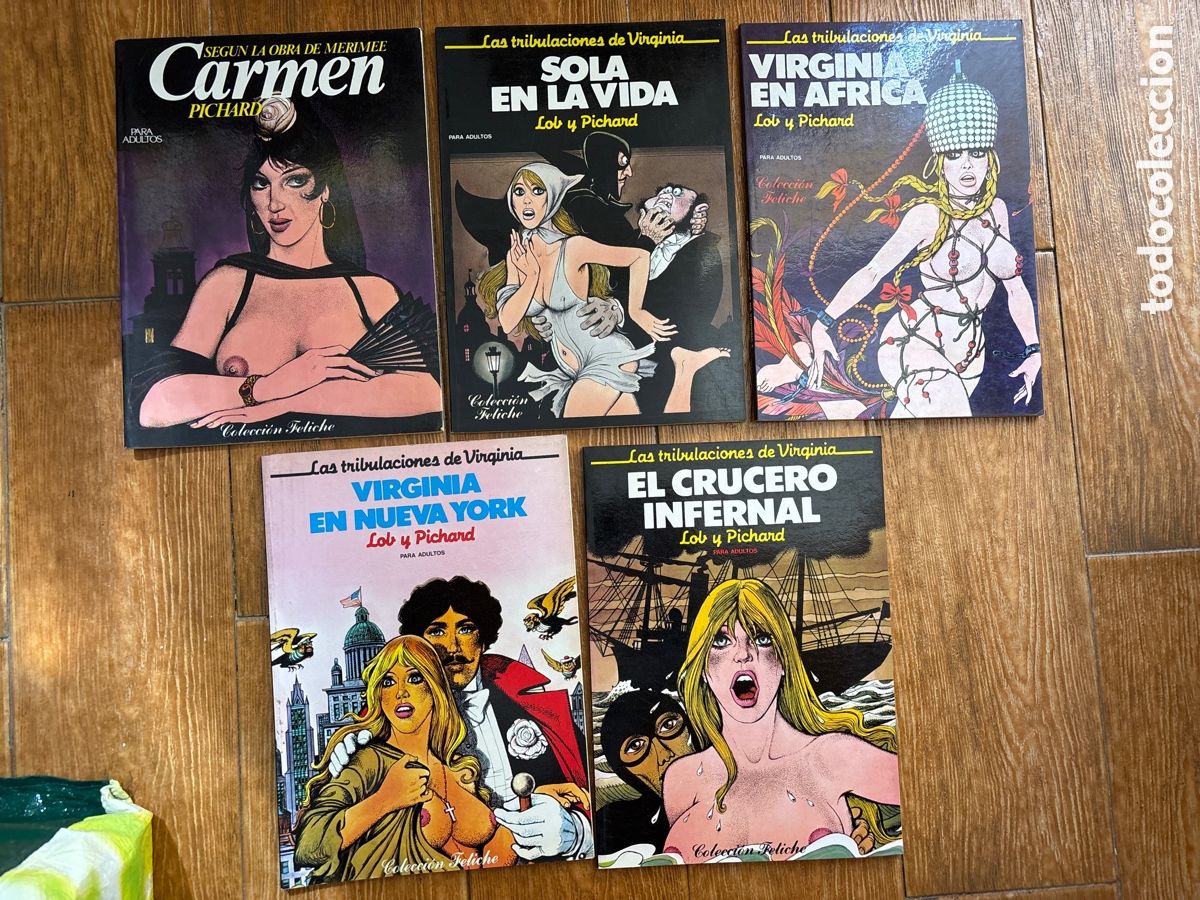 SEGUN LA OBRA DE MERIMEE
Carmen
PICHARD
PARA
ADULTOS
Colección Fetiche
Las tribulaciones de Virginia
SOLA
EN LA VIDA
Lob y Pichard
PARA ADULTOS
Colección
Fetiche
Las tribulaciones de Virginia
VIRGINIA
EN AFRICA
Lob y Pichard
PARA ADULTOS
Colección
Fetiche
Las tribulaciones de Virginia
VIRGINIA
EN NUEVA YORK
Lob y Pichard
PARA ADULTOS
Colección Fetiche
Las tribulaciones de Virginia
EL CRUCERO
INFERNAL
Lob y Pichard
PARA ADULTOS
Colección Fetiche
todocoleccion